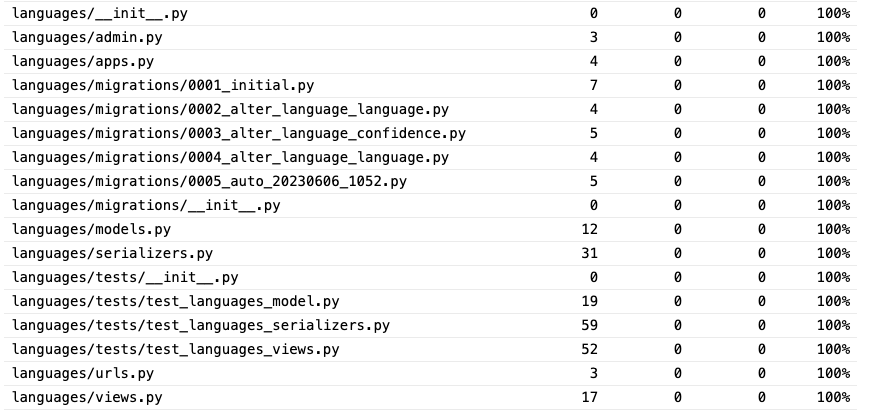 languages/__init__.py 0 0 0 100%
languages/admin.py 3 0 0 100%
languages/apps.py 4 0 0 100%
languages/migrations/0001_initial.py 7 0 0 100%
languages/migrations/0002_alter_language_language.py 4 0 0 100%
languages/migrations/0003_alter_language_confidence.py 5 0 0 100%
languages/migrations/0004_alter_language_language.py 4 0 0 100%
languages/migrations/0005_auto_20230606_1052.py 5 0 0 100%
languages/migrations/__init__.py 0 0 0 100%
languages/models.py 12 0 0 100%
languages/serializers.py 31 0 0 100%
languages/tests/__init__.py 0 0 0 100%
languages/tests/test_languages_model.py 19 0 0 100%
languages/tests/test_languages_serializers.py 59 0 0 100%
languages/tests/test_languages_views.py 52 0 0 100%
languages/urls.py 3 0 0 100%
languages/views.py 17 0 0 100%